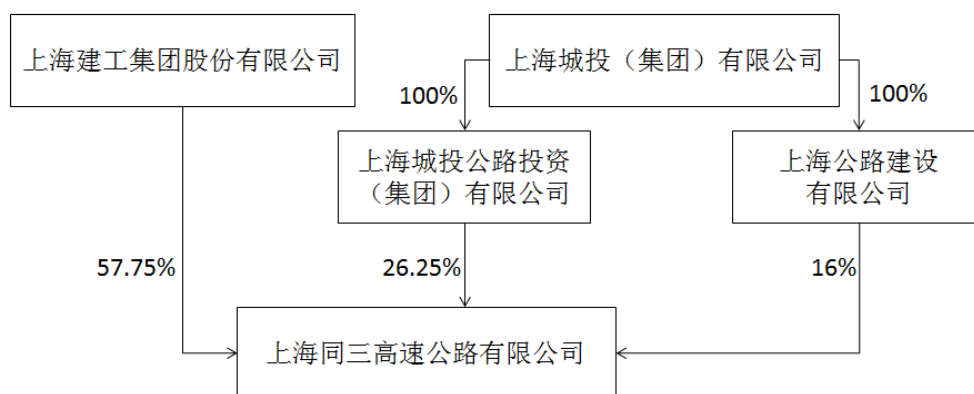 上海建工集团股份有限公司
上海城投（集团）有限公司
100%
100%
上海城投公路投资
（集团）有限公司
上海公路建设
有限公司
57.75%
26.25%
16%
上海同三高速公路有限公司